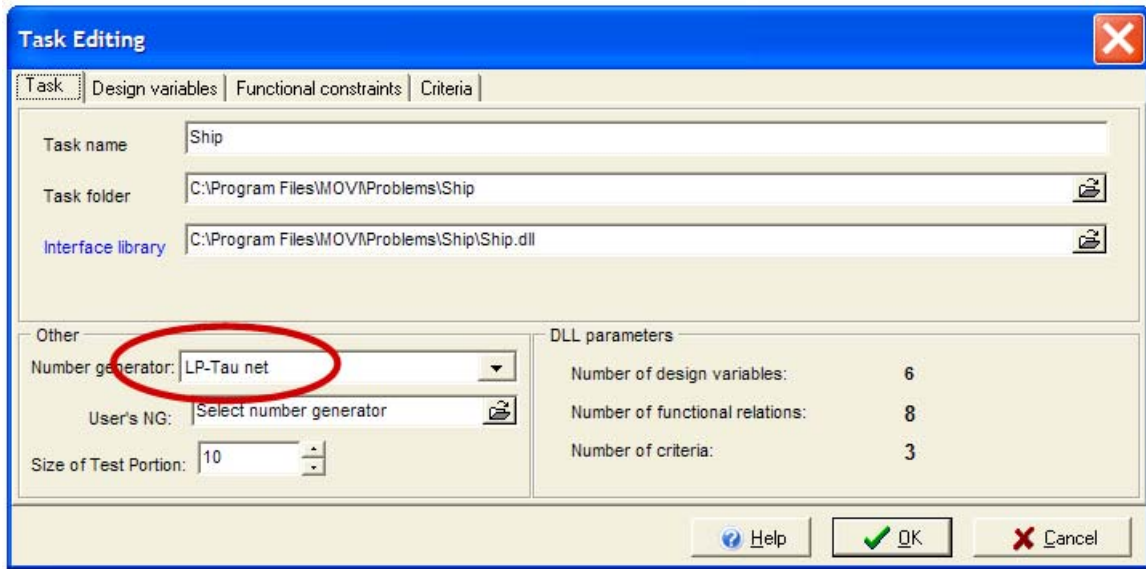 Task Editing
Task Design variables Functional constraints Criteria
Task name Ship
Task folder C:\Program Files\MOVI\Problems\Ship
Interface library C:\Program Files\MOVI\Problems\Ship\Ship.dll
Other
Number generator: LP-Tau net
User's NG: Select number generator
Size of Test Portion: 10
DLL parameters
Number of design variables: 6
Number of functional relations: 8
Number of criteria: 3
Help OK Cancel